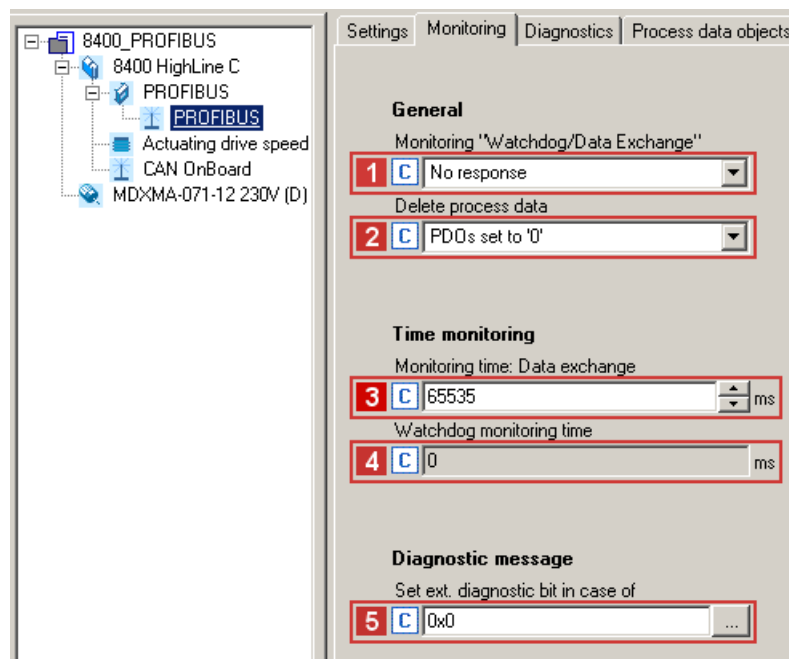 8400_PROFIBUS
8400 HighLine C
PROFIBUS
PROFIBUS
Actuating drive speed
CAN OnBoard
MDXMA-071-12 230V (D)
Settings Monitoring Diagnostics Process data objects
General
Monitoring "Watchdog/Data Exchange"
1 C No response
Delete process data
2 C PDOs set to '0'
Time monitoring
Monitoring time: Data exchange
3 C 65535 ms
Watchdog monitoring time
4 C 0 ms
Diagnostic message
Set ext. diagnostic bit in case of
5 C 0x0 ...